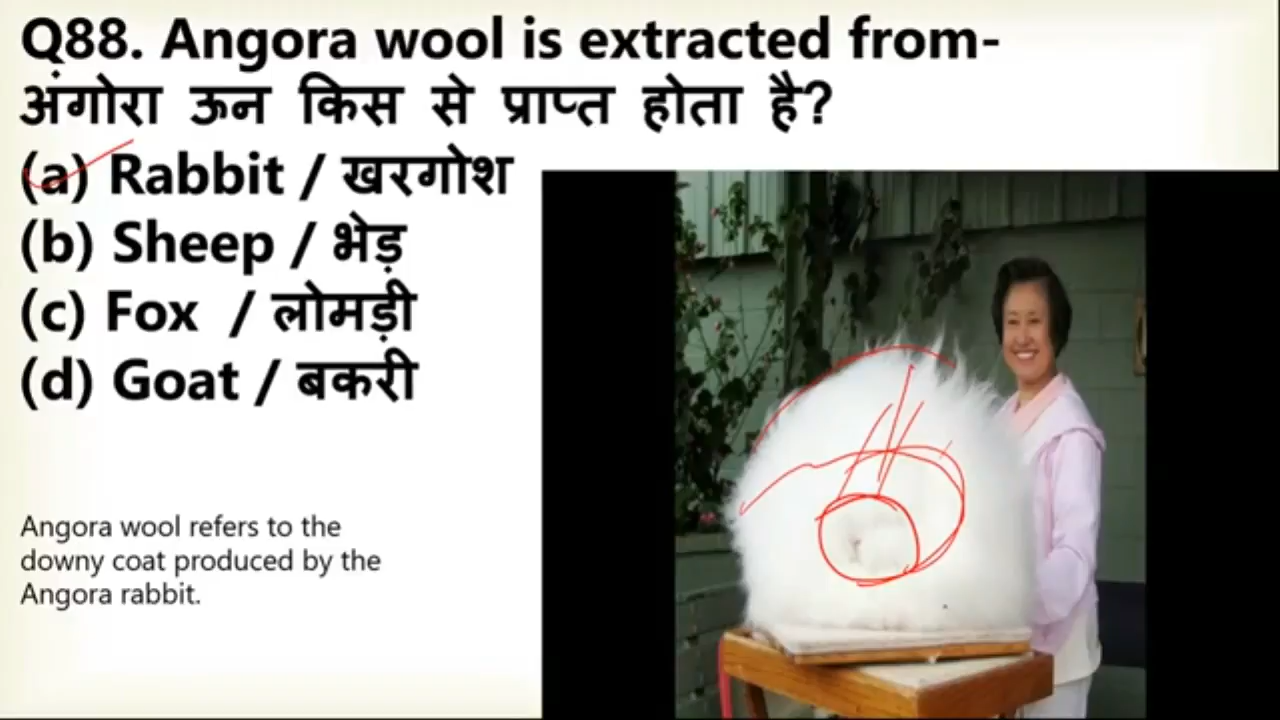 Q88. Angora wool is extracted from-
अंगोरा ऊन किस से प्राप्त होता है?
(a) Rabbit / खरगोश
(b) Sheep / भेड़
(c) Fox / लोमड़ी
(d) Goat / बकरी
Angora wool refers to the
downy coat produced by the
Angora rabbit.